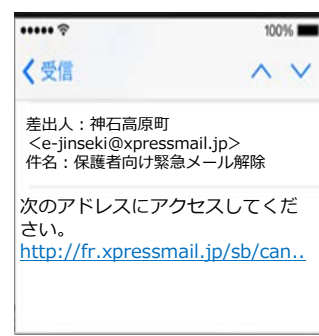 100%
受信
差出人：神石高原町
<e-jinseki@xpressmail.jp>
件名：保護者向け緊急メール解除
次のアドレスにアクセスしてくだ
さい。
http://fr.xpressmail.jp/sb/can..